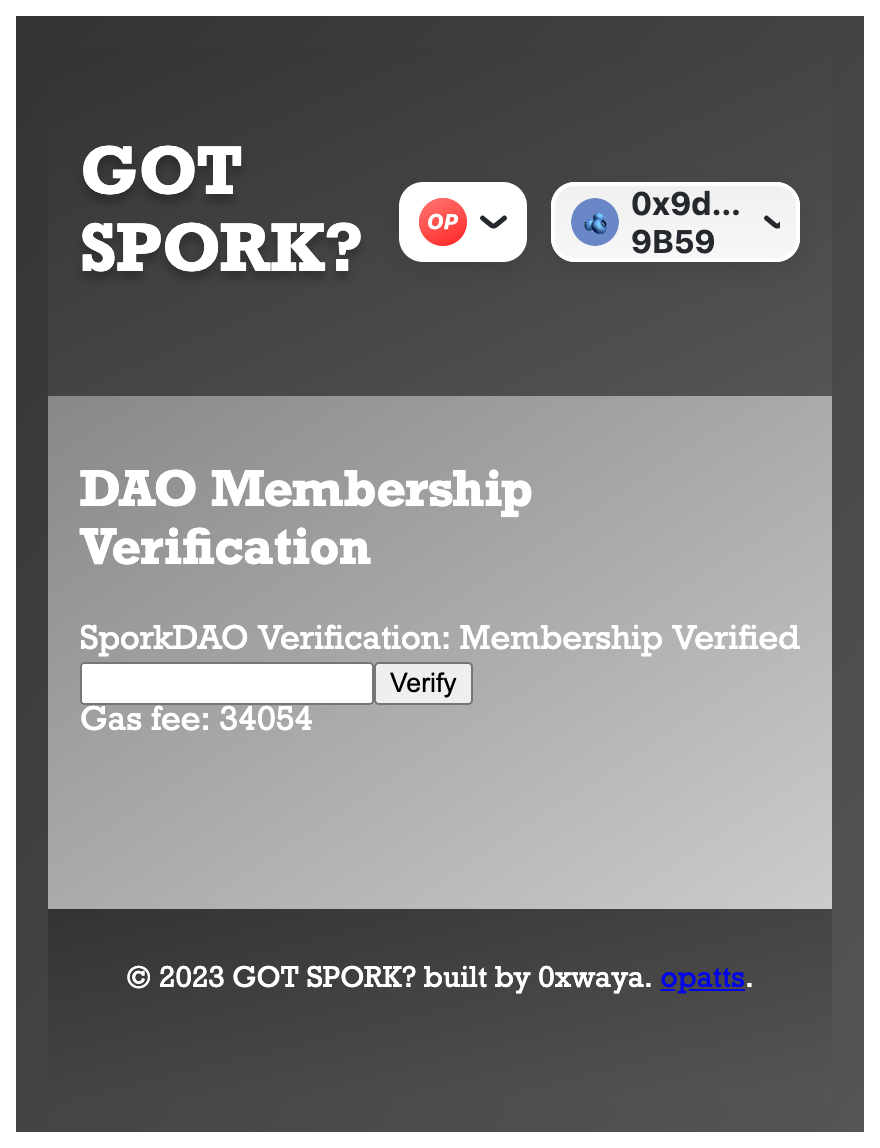 GOT
SPORK?
OP
0x9d...
9B59
DAO Membership
Verification
SporkDAO Verification: Membership Verified
Verify
Gas fee: 34054
© 2023 GOT SPORK? built by 0xwaya. opatts.